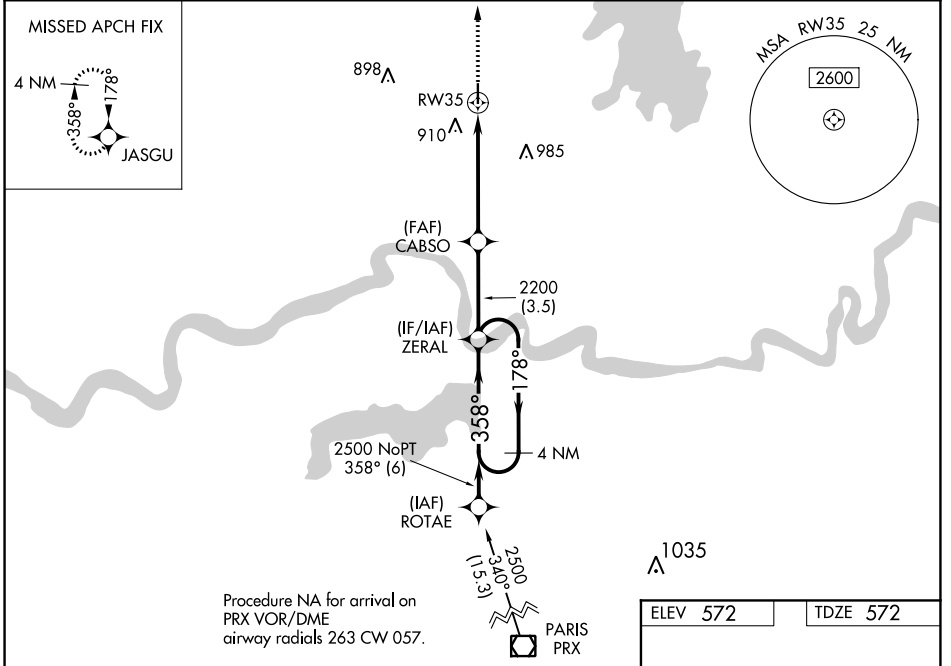 MISSED APCH FIX
4 NM
358°
178°
JASGU
MSA RW35 25 NM
2600
898
RW35
910
985
(FAF)
CABSO
2200
(3.5)
(IF/IAF)
ZERAL
358°
178°
4 NM
2500 NoPT
358° (6)
(IAF)
ROTAE
2500
340°
(15.3)
PARIS
PRX
1035
Procedure NA for arrival on
PRX VOR/DME
airway radials 263 CW 057.
ELEV 572
TDZE 572